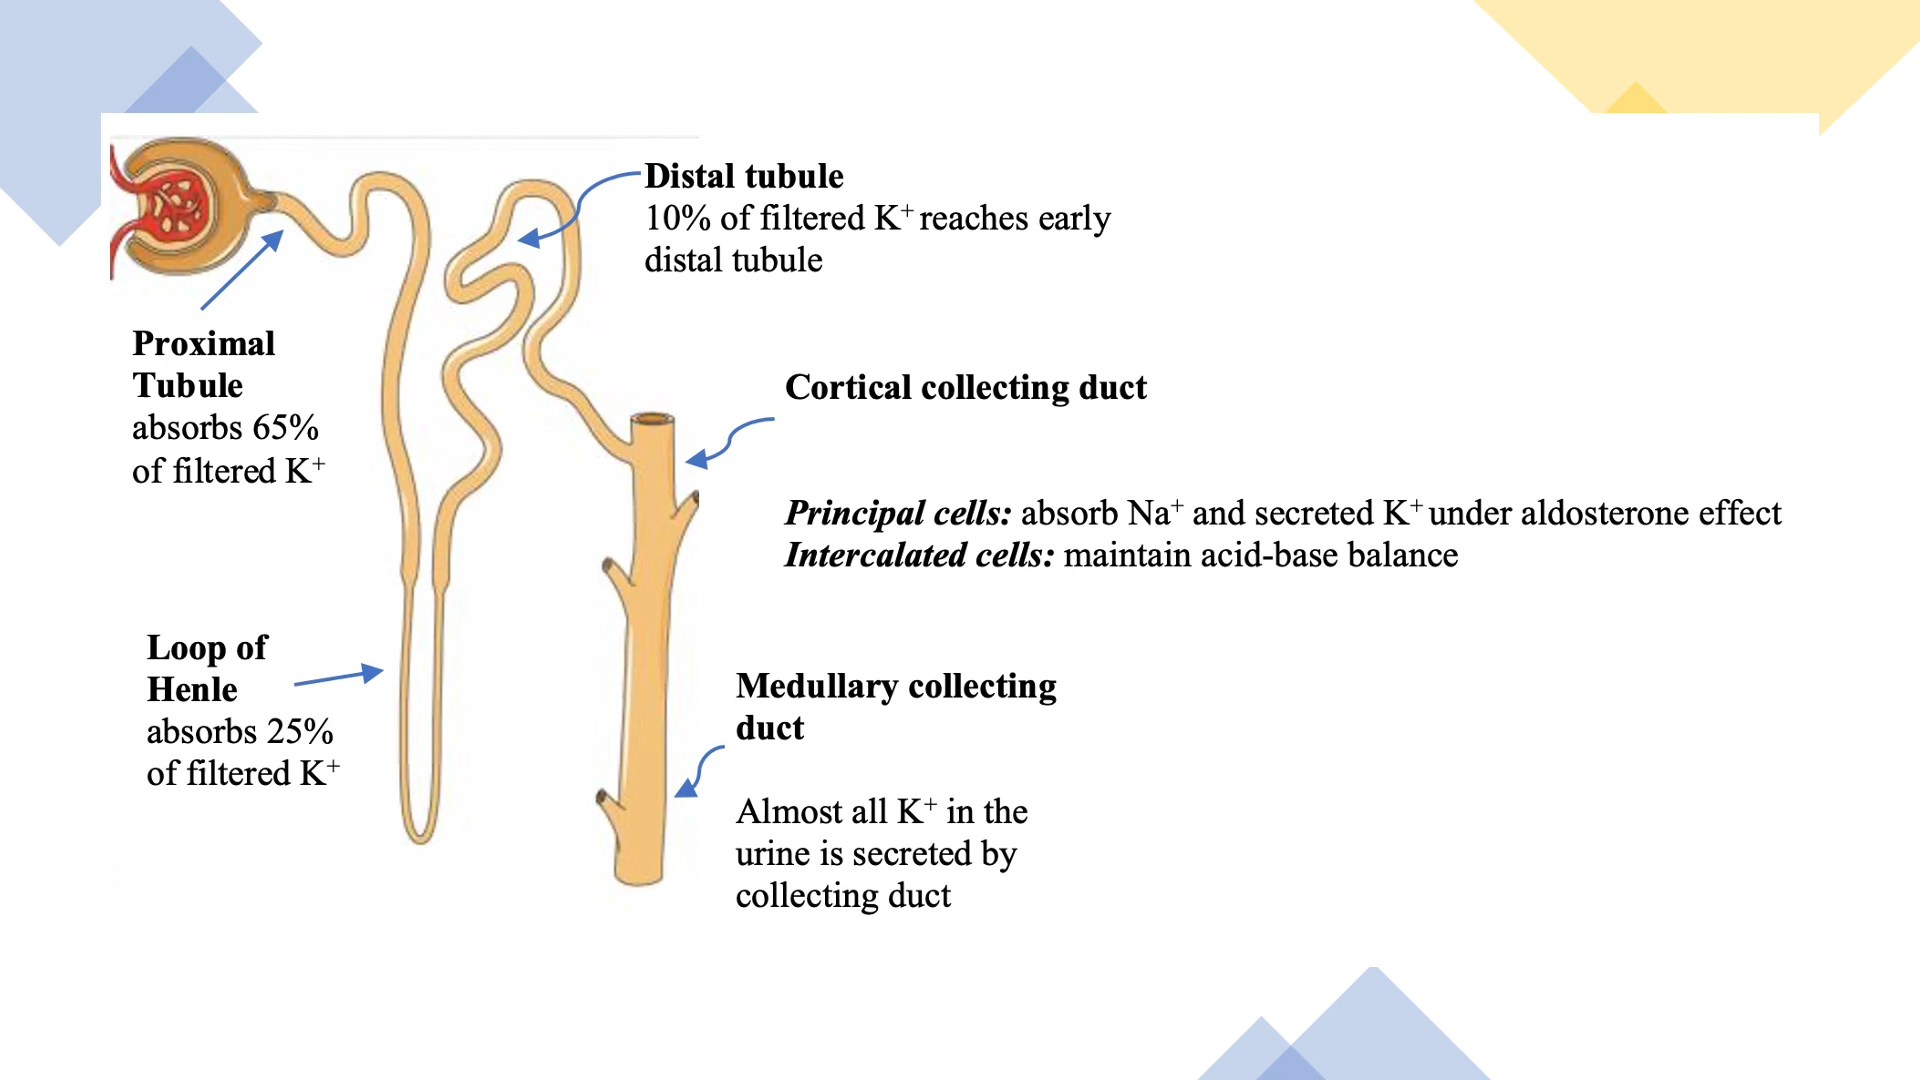 Distal tubule
10% of filtered K⁺ reaches early
distal tubule
Proximal
Tubule
absorbs 65%
of filtered K⁺
Cortical collecting duct
Principal cells: absorb Na⁺ and secreted K⁺ under aldosterone effect
Intercalated cells: maintain acid-base balance
Loop of
Henle
absorbs 25%
of filtered K⁺
Medullary collecting
duct
Almost all K⁺ in the
urine is secreted by
collecting duct